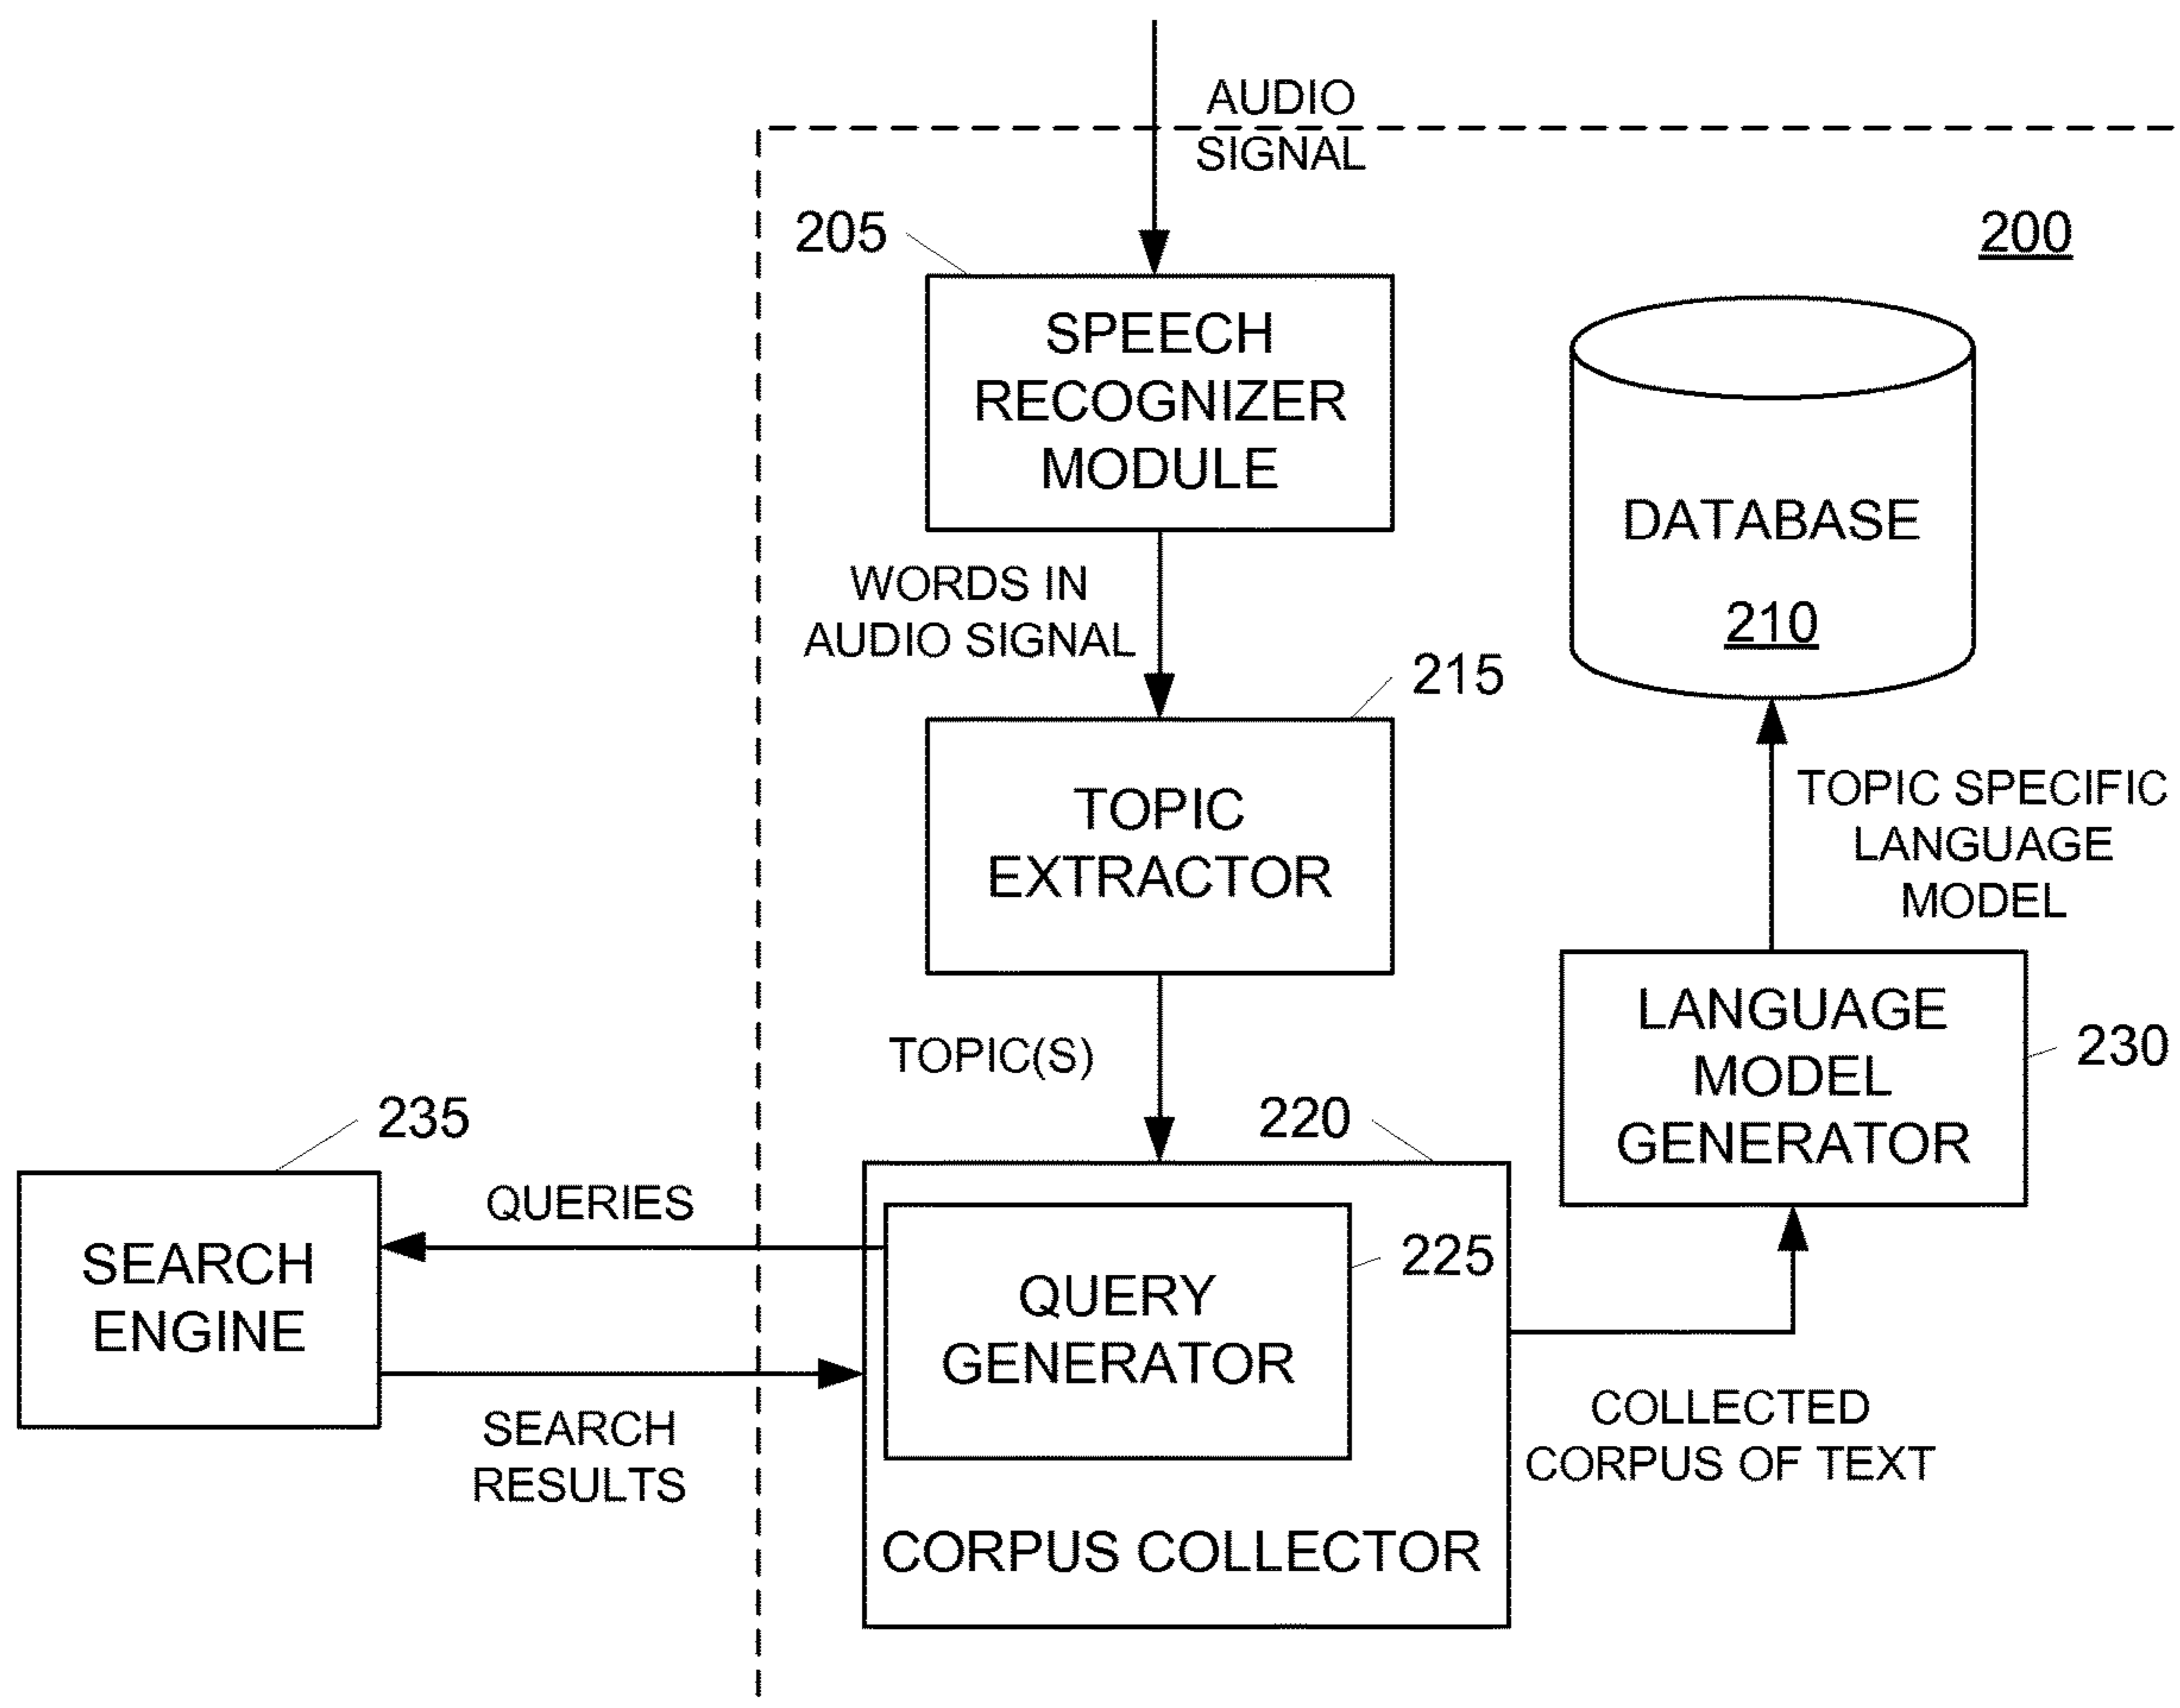 AUDIO
SIGNAL
200
205
SPEECH
RECOGNIZER
MODULE
DATABASE
210
WORDS IN
AUDIO SIGNAL
215
TOPIC
EXTRACTOR
TOPIC SPECIFIC
LANGUAGE
MODEL
TOPIC(S)
LANGUAGE
MODEL
GENERATOR
230
235
220
QUERIES
SEARCH
ENGINE
QUERY
GENERATOR
225
SEARCH
RESULTS
COLLECTED
CORPUS OF TEXT
CORPUS COLLECTOR